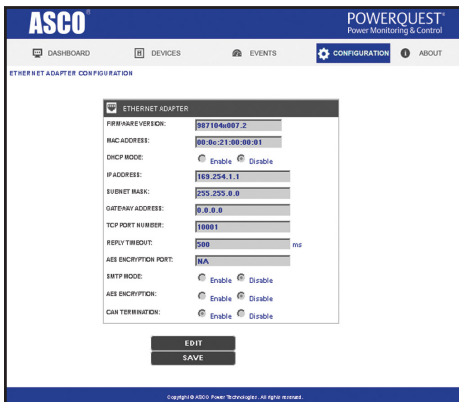 ASCO®
POWERQUEST®
Power Monitoring & Control
DASHBOARD
DEVICES
EVENTS
CONFIGURATION
ABOUT
ETHERNET ADAPTER CONFIGURATION
ETHERNET ADAPTER
FIRMWARE VERSION: 987104-007.2
MAC ADDRESS: 00:0c:21:00:00:01
DHCP MODE: Enable Disable
IP ADDRESS: 169.254.1.1
SUBNET MASK: 255.255.0.0
GATEWAY ADDRESS: 0.0.0.0
TCP PORT NUMBER: 10001
REPLY TIMEOUT: 500 ms
AES ENCRYPTION PORT: NA
SMTP MODE: Enable Disable
AES ENCRYPTION: Enable Disable
CAN TERMINATION: Enable Disable
EDIT
SAVE
Copyright © ASCO Power Technologies. All rights reserved.